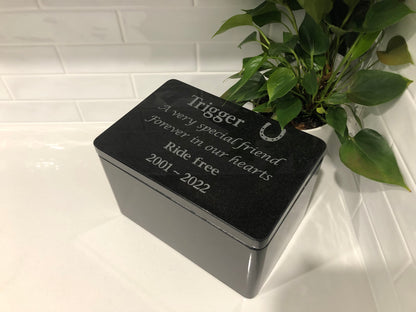 Trigger
A very special friend
Forever in our hearts
Ride free
2001 ~ 2022